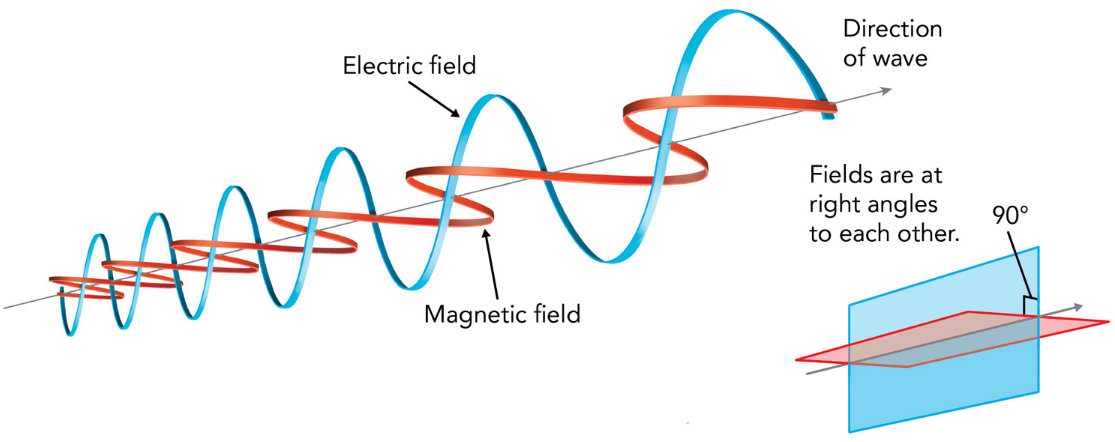 Direction
of wave
Electric field
Magnetic field
Fields are at
right angles
to each other.
90°